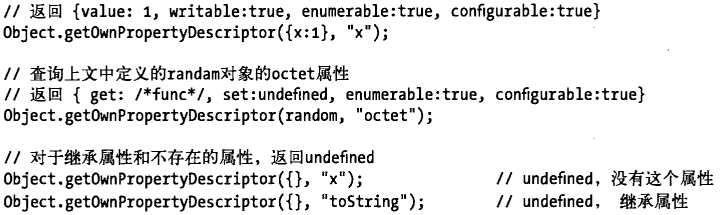 // 返回 {value: 1, writable:true, enumerable:true, configurable:true}
Object.getOwnPropertyDescriptor({x:1}, "x");
// 查询上文中定义的randam对象的octet属性
// 返回 { get: /*func*/, set:undefined, enumerable:true, configurable:true}
Object.getOwnPropertyDescriptor(random, "octet");
// 对于继承属性和不存在的属性，返回undefined
Object.getOwnPropertyDescriptor({}, "x"); // undefined, 没有这个属性
Object.getOwnPropertyDescriptor({}, "toString"); // undefined, 继承属性